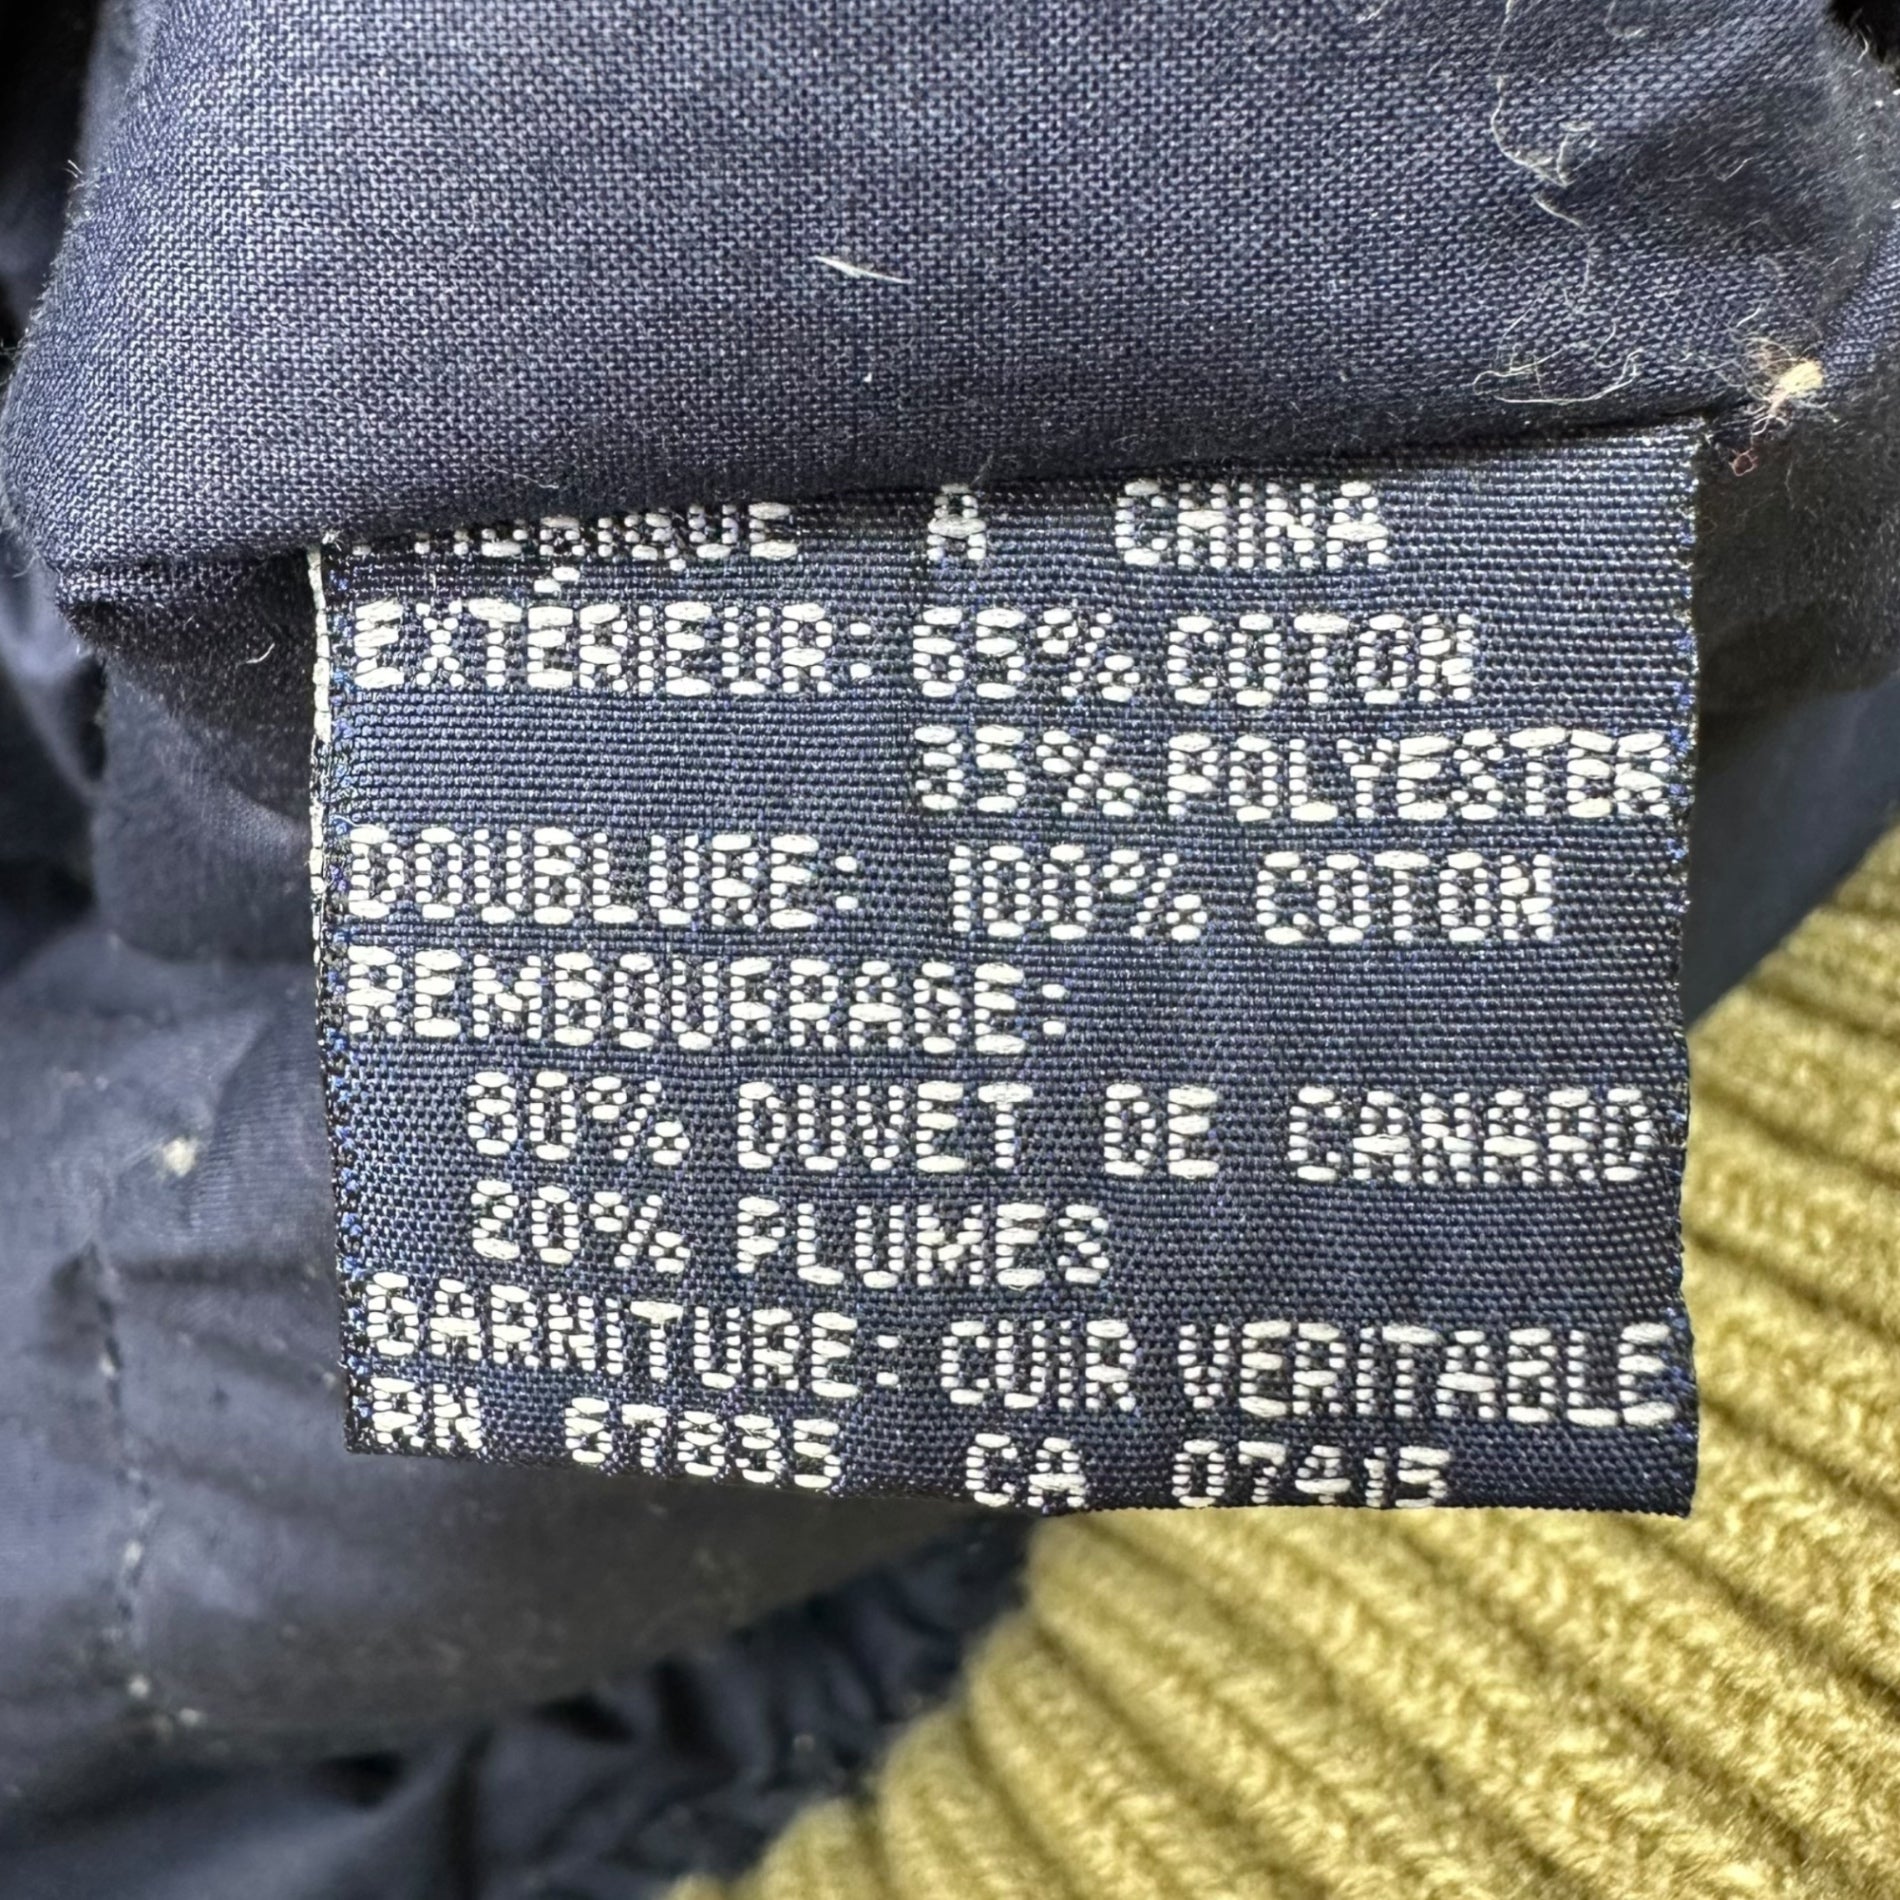 FABRIQUÉ A CHINA
EXTÉRIEUR: 65% COTON
35% POLYESTER
DOUBLURE: 100% COTON
REMBOURRAGE:
80% DUVET DE CANARD
20% PLUMES
GARNITURE: CUIR VERITABLE
RN 67835 CA 07415